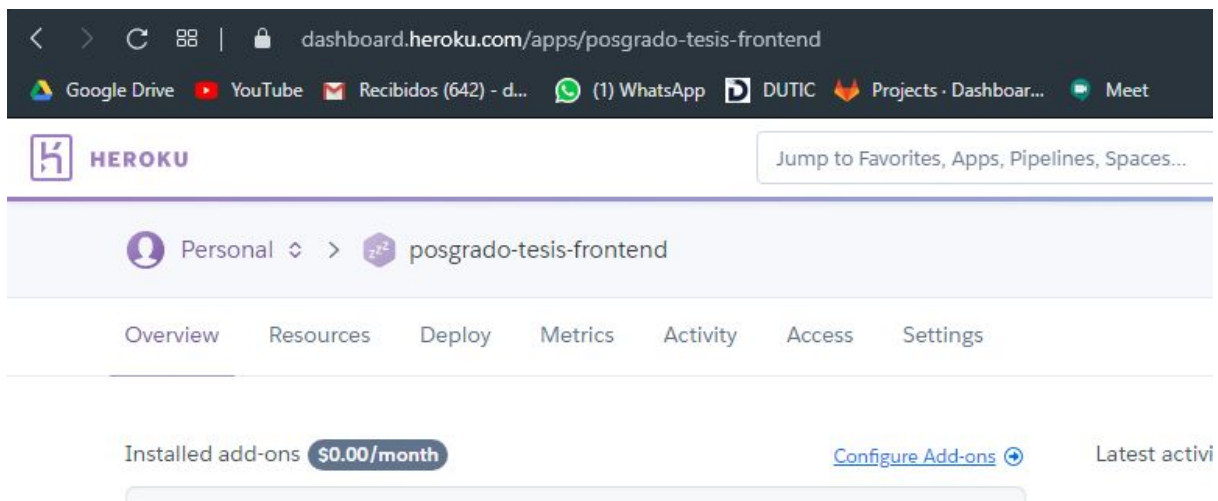 dashboard.heroku.com/apps/posgrado-tesis-frontend
Google Drive YouTube Recibidos (642) - d... (1) WhatsApp DUTIC Projects · Dashboar... Meet
HEROKU Jump to Favorites, Apps, Pipelines, Spaces...
Personal > posgrado-tesis-frontend
Overview Resources Deploy Metrics Activity Access Settings
Installed add-ons $0.00/month Configure Add-ons Latest activi